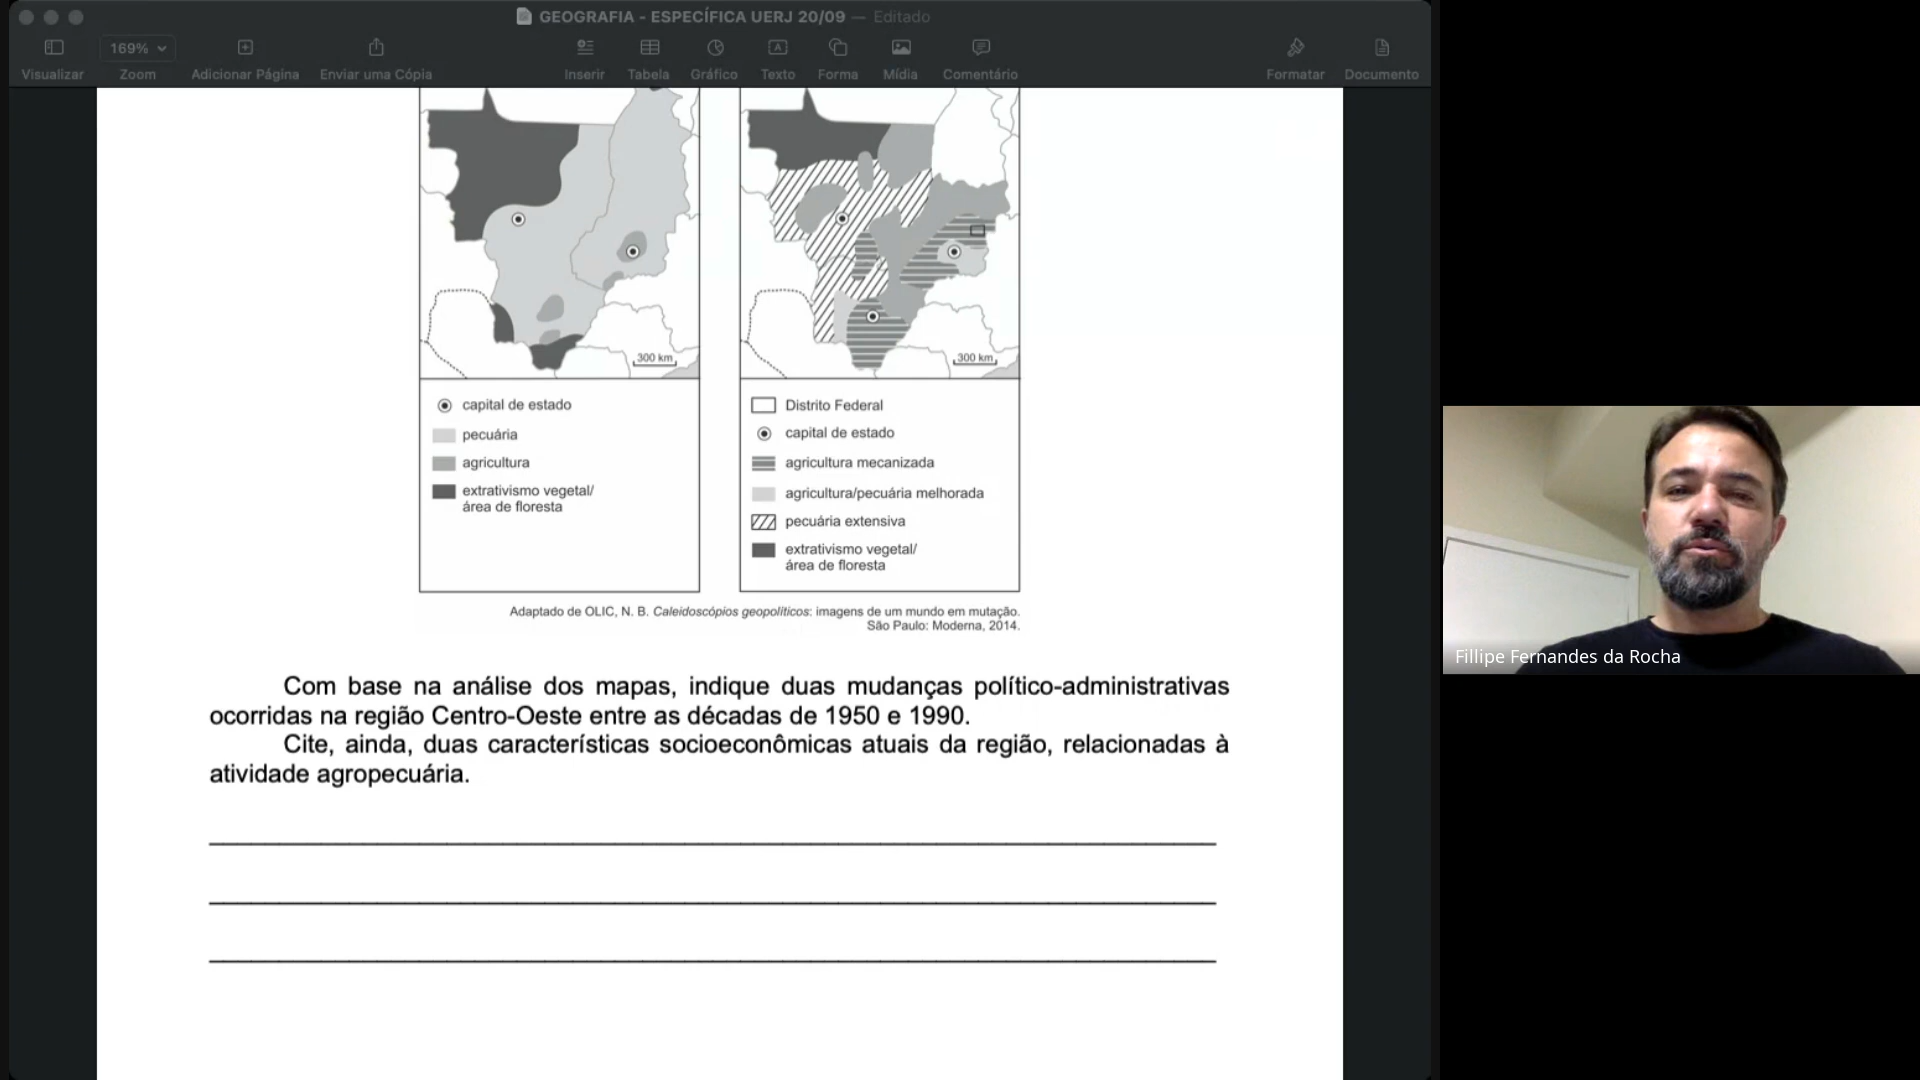 GEOGRAFIA - ESPECÍFICA UERJ 20/09 — Editado
169%
Visualizar Zoom Adicionar Página Enviar uma Cópia Inserir Tabela Gráfico Texto Forma Mídia Comentário Formatar Documento
300 km
300 km
capital de estado
pecuária
agricultura
extrativismo vegetal/
área de floresta
Distrito Federal
capital de estado
agricultura mecanizada
agricultura/pecuária melhorada
pecuária extensiva
extrativismo vegetal/
área de floresta
Adaptado de OLIC, N. B. Caleidoscópios geopolíticos: imagens de um mundo em mutação.
São Paulo: Moderna, 2014.
Com base na análise dos mapas, indique duas mudanças político-administrativas
ocorridas na região Centro-Oeste entre as décadas de 1950 e 1990.
Cite, ainda, duas características socioeconômicas atuais da região, relacionadas à
atividade agropecuária.
Fillipe Fernandes da Rocha